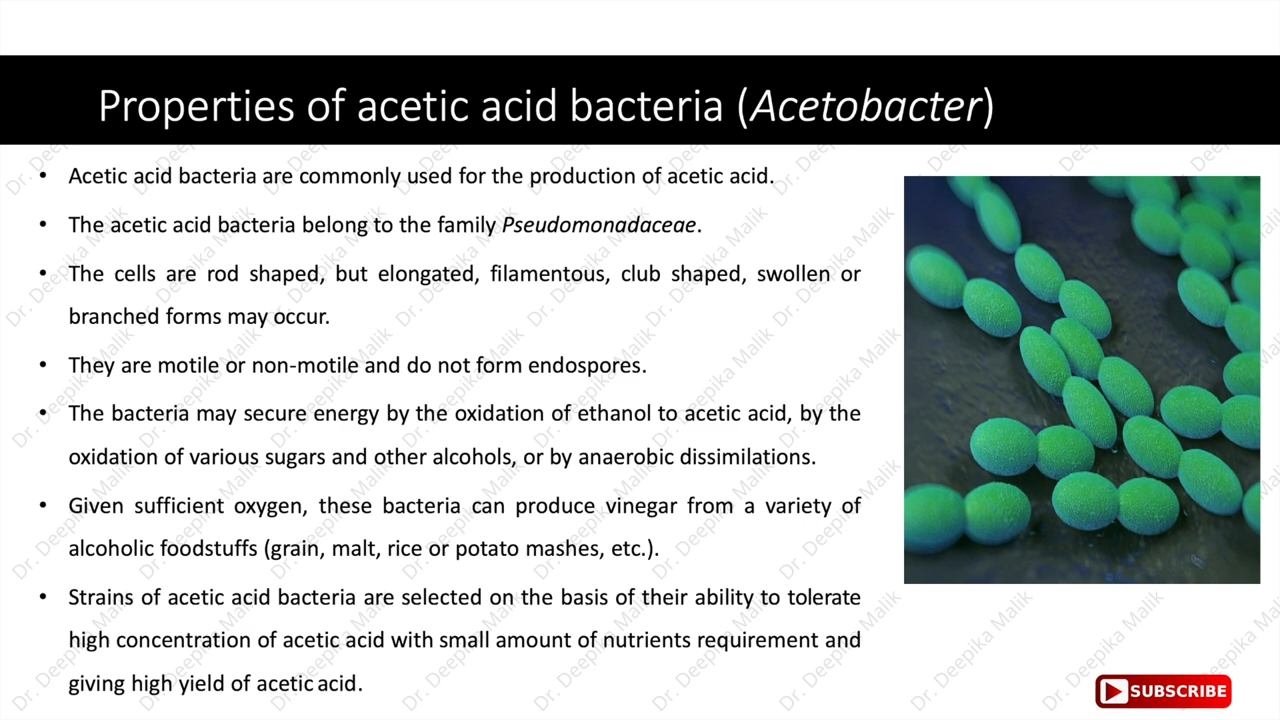 Properties of acetic acid bacteria (Acetobacter)
• Acetic acid bacteria are commonly used for the production of acetic acid.
• The acetic acid bacteria belong to the family Pseudomonadaceae.
• The cells are rod shaped, but elongated, filamentous, club shaped, swollen or
branched forms may occur.
• They are motile or non-motile and do not form endospores.
• The bacteria may secure energy by the oxidation of ethanol to acetic acid, by the
oxidation of various sugars and other alcohols, or by anaerobic dissimilations.
• Given sufficient oxygen, these bacteria can produce vinegar from a variety of
alcoholic foodstuffs (grain, malt, rice or potato mashes, etc.).
• Strains of acetic acid bacteria are selected on the basis of their ability to tolerate
high concentration of acetic acid with small amount of nutrients requirement and
giving high yield of acetic acid.
Dr. Deepika Malik
SUBSCRIBE